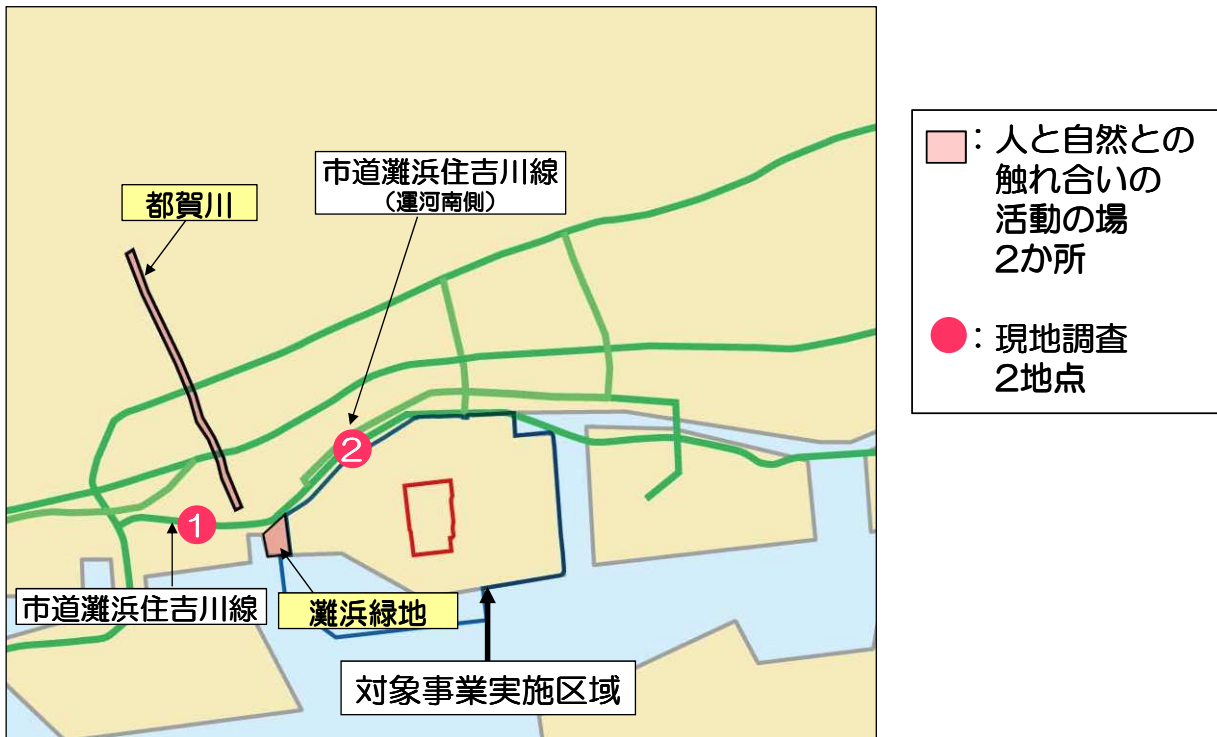 市道灘浜住吉川線
（運河南側）
都賀川
2
1
市道灘浜住吉川線
灘浜緑地
対象事業実施区域
：人と自然との
触れ合いの
活動の場
2か所
：現地調査
2地点